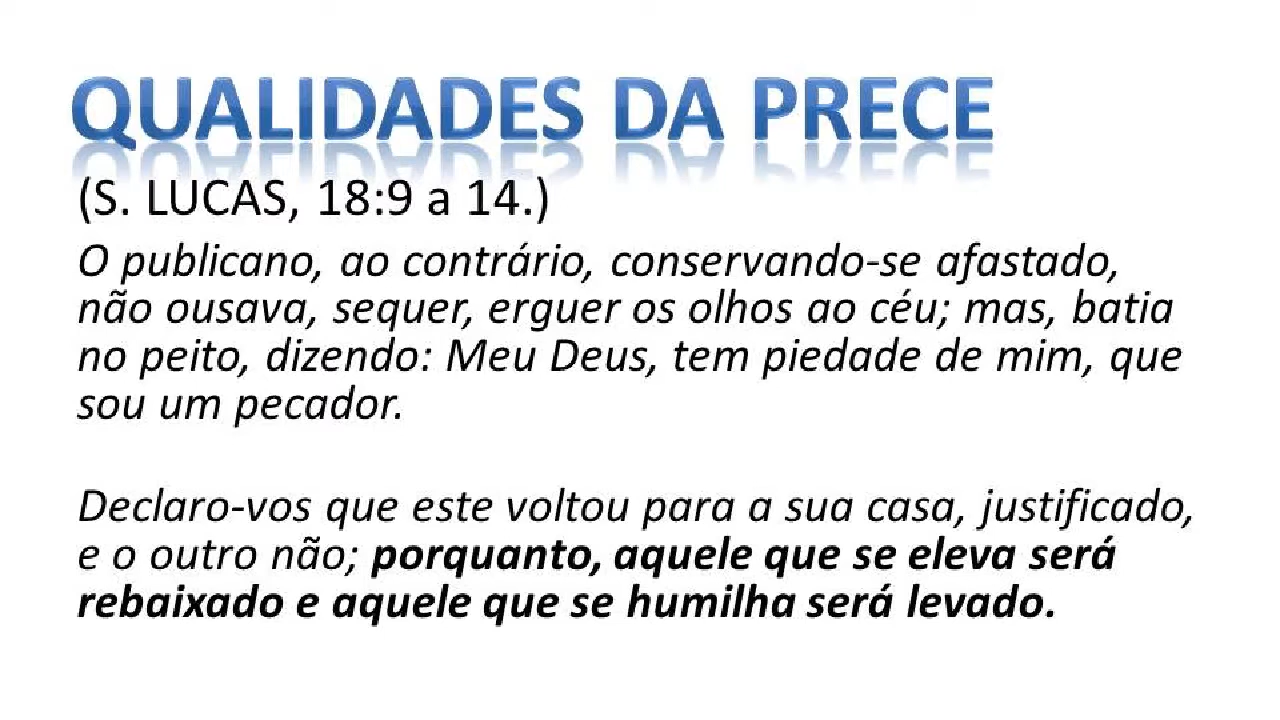 QUALIDADES DA PRECE
(S. LUCAS, 18:9 a 14.)
O publicano, ao contrário, conservando-se afastado,
não ousava, sequer, erguer os olhos ao céu; mas, batia
no peito, dizendo: Meu Deus, tem piedade de mim, que
sou um pecador.
Declaro-vos que este voltou para a sua casa, justificado,
e o outro não; porquanto, aquele que se eleva será
rebaixado e aquele que se humilha será levado.